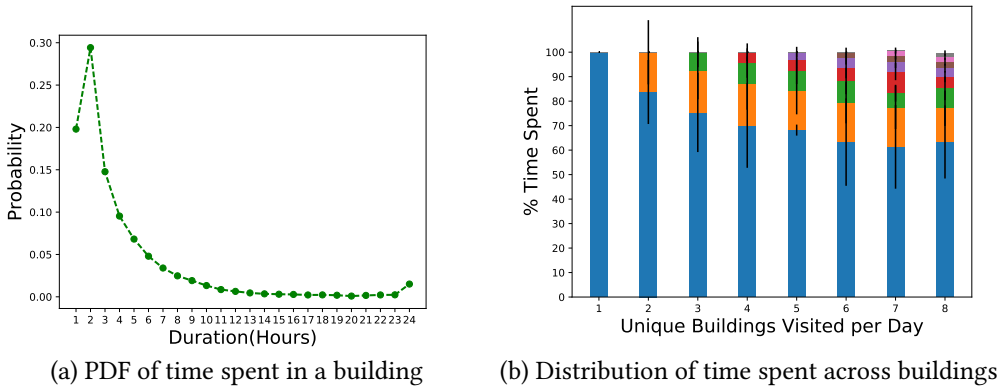 0.30
0.25
0.20
0.15
0.10
0.05
0.00
Probability
1 2 3 4 5 6 7 8 9 10 11 12 13 14 15 16 17 18 19 20 21 22 23 24
Duration(Hours)
(a) PDF of time spent in a building
100
90
80
70
60
50
40
30
20
10
0
% Time Spent
1 2 3 4 5 6 7 8
Unique Buildings Visited per Day
(b) Distribution of time spent across buildings